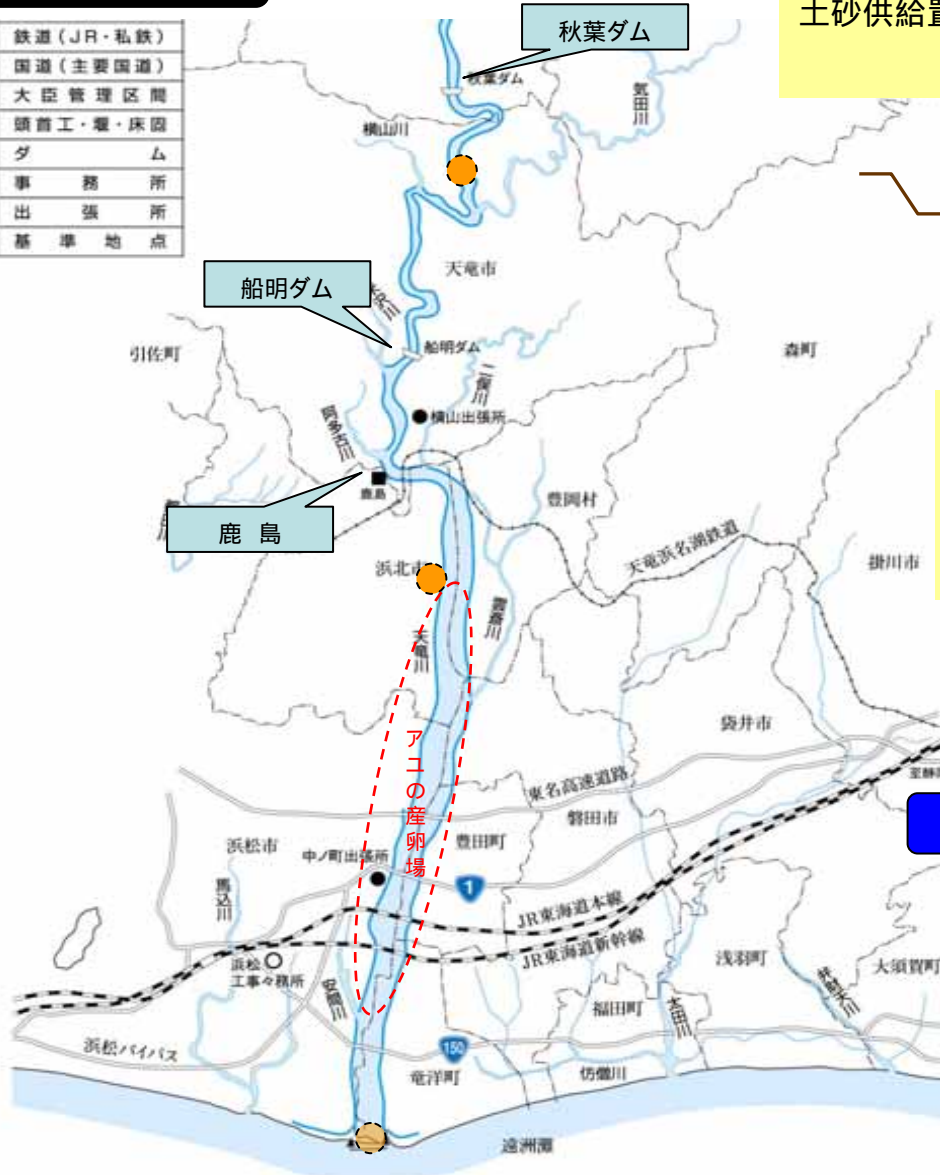 土砂供給
鉄道(JR・私鉄)
国道(主要国道)
大臣管理区間
頭首工・堰・床固
ダム
事務所
出張所
基準地点
秋葉ダム
秋葉ダム
気田川
横山川
天竜市
船明ダム
船明ダム
引佐町
二俣川
森町
阿多古川
横山出張所
鹿島
鹿 島
豊岡村
天竜浜名湖鉄道
浜北市
掛川市
天竜川
アユの産卵場
袋井市
東名高速道路
磐田市
浜松市
中ノ町出張所
豊田町
馬込川
1
JR東海道本線
JR東海道新幹線
浜松
工事々務所
安間川
浅羽町
大須賀町
福田町
太田川
浜松バイパス
150
竜洋町
仿僧川
遠洲灘